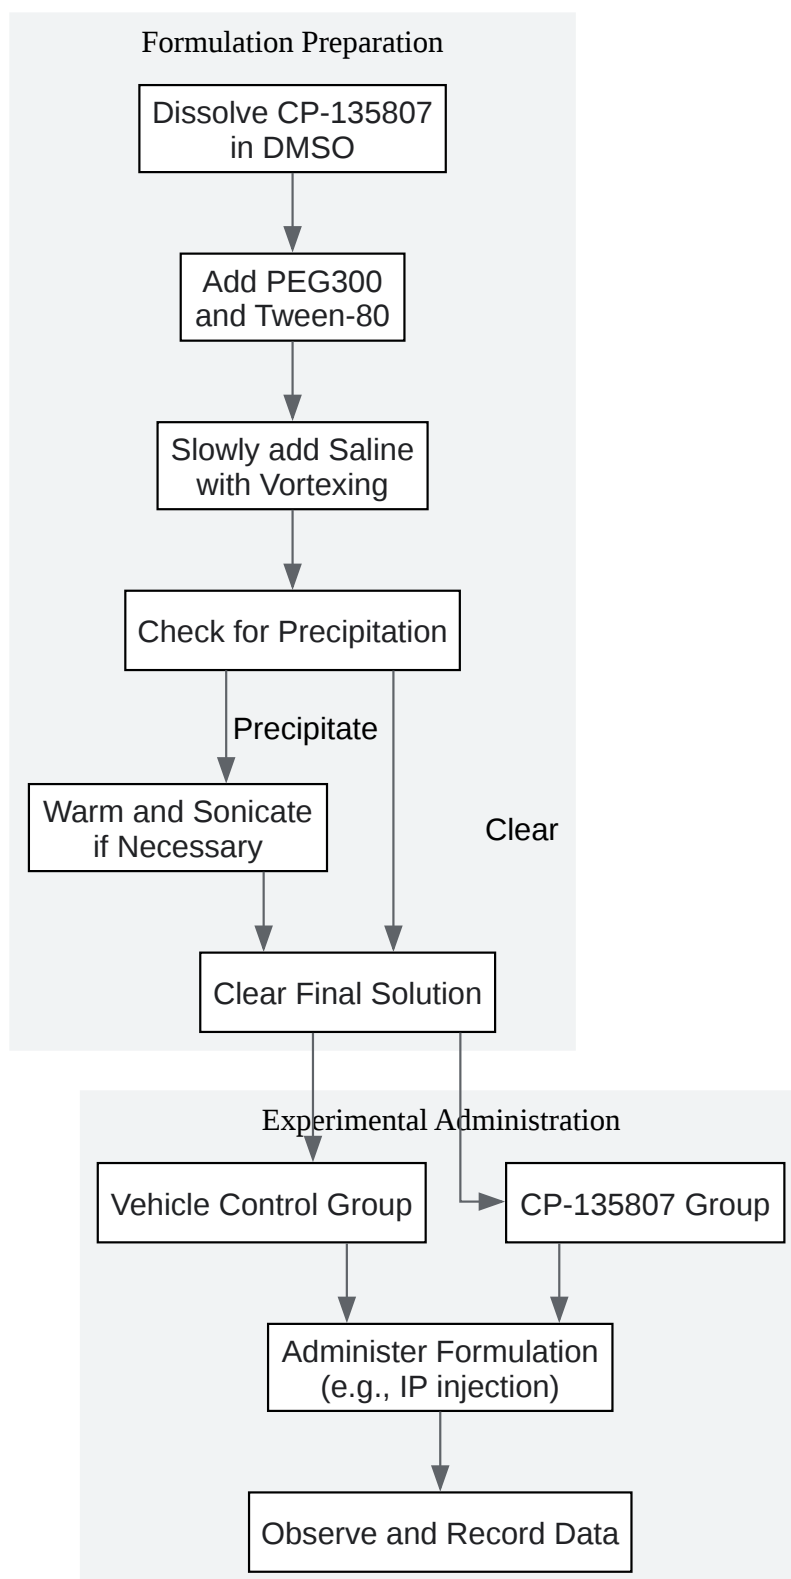 Formulation Preparation
Dissolve CP-135807
in DMSO
Add PEG300
and Tween-80
Slowly add Saline
with Vortexing
Check for Precipitation
Precipitate
Warm and Sonicate
if Necessary
Clear
Clear Final Solution
Experimental Administration
Vehicle Control Group
CP-135807 Group
Administer Formulation
(e.g., IP injection)
Observe and Record Data